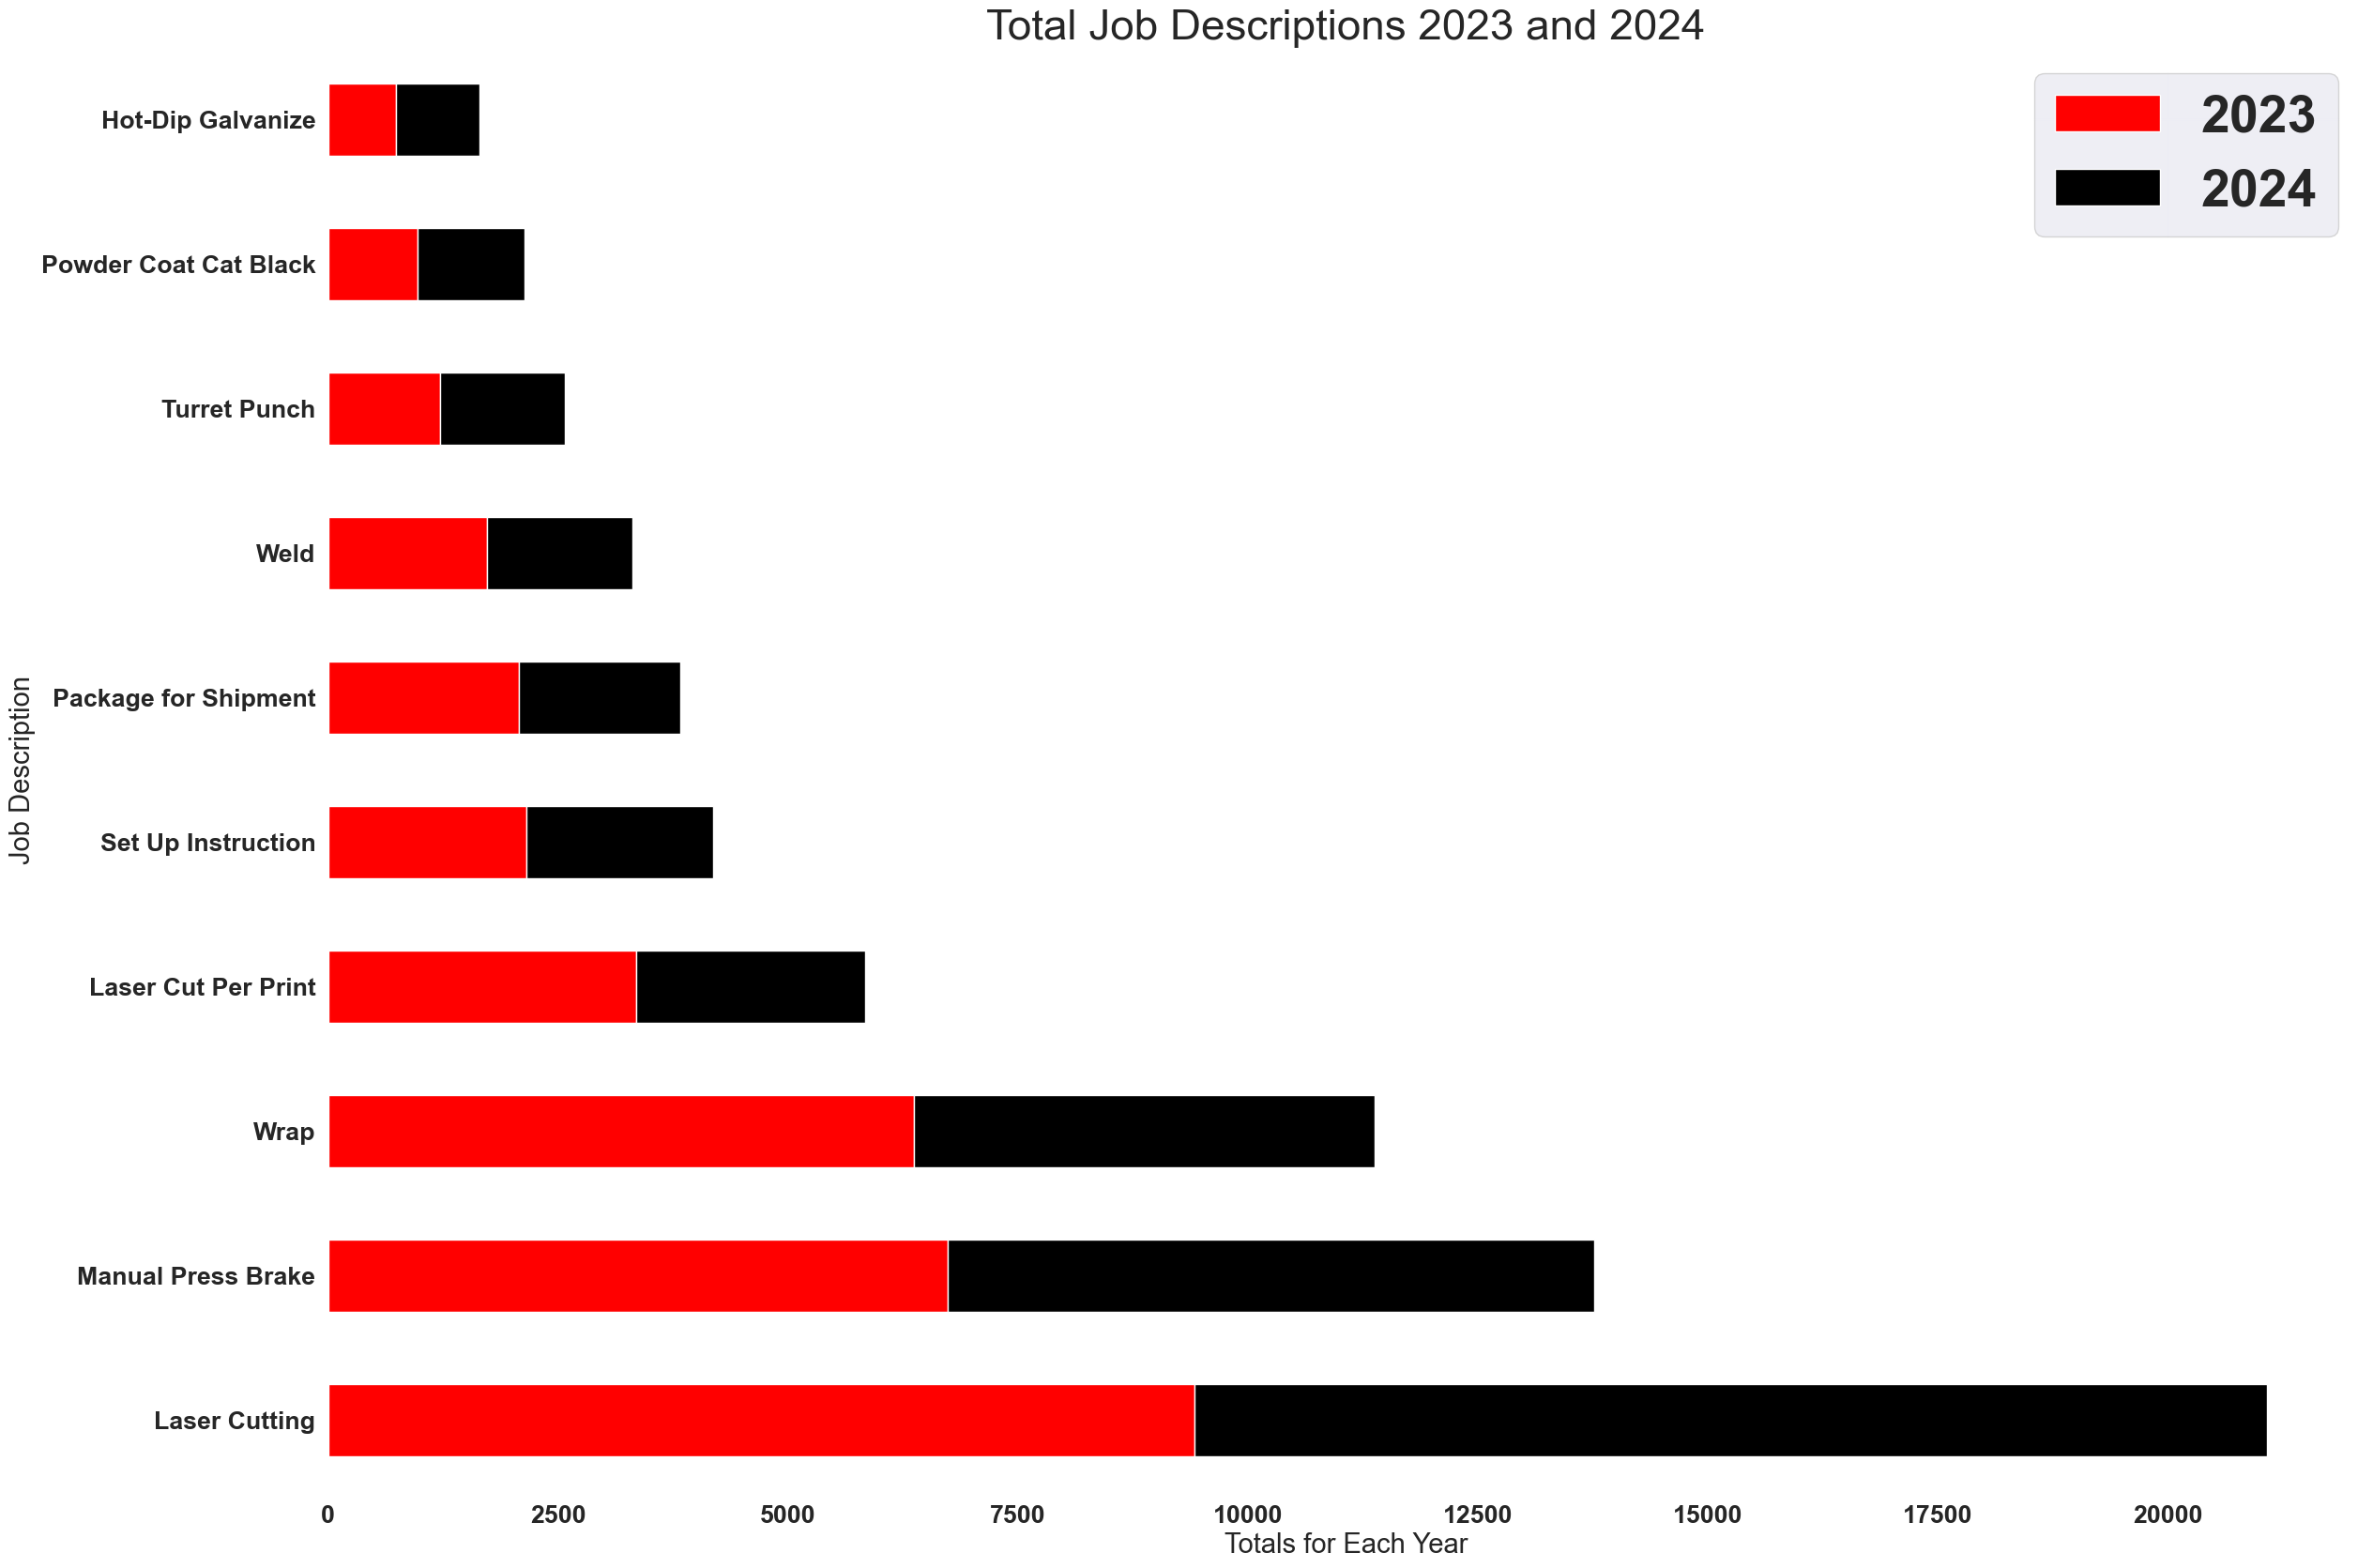 Total Job Descriptions 2023 and 2024
2023
2024
Hot-Dip Galvanize
Powder Coat Cat Black
Turret Punch
Weld
Package for Shipment
Set Up Instruction
Laser Cut Per Print
Wrap
Manual Press Brake
Laser Cutting
Job Description
0 2500 5000 7500 10000 12500 15000 17500 20000
Totals for Each Year